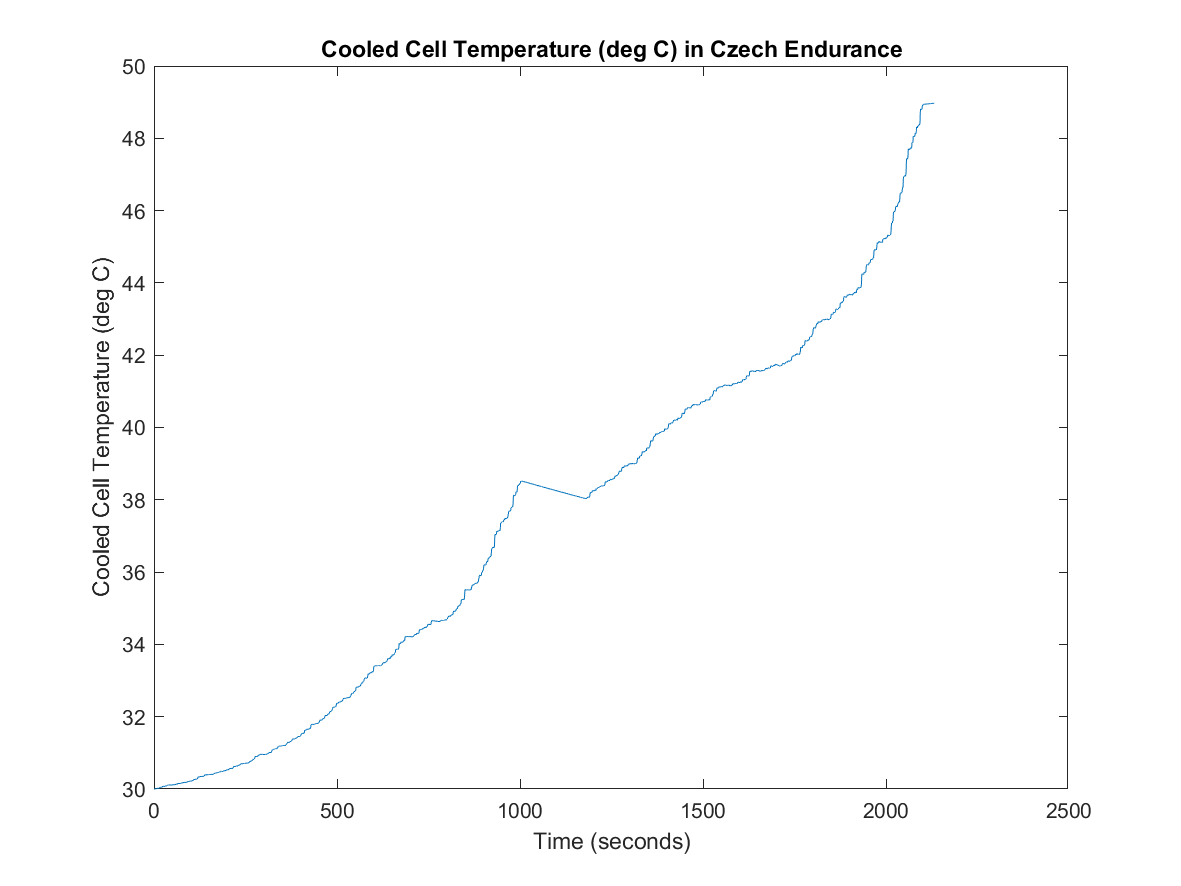 Cooled Cell Temperature (deg C) in Czech Endurance
50
48
46
44
42
40
38
36
34
32
30
Cooled Cell Temperature (deg C)
0 500 1000 1500 2000 2500
Time (seconds)